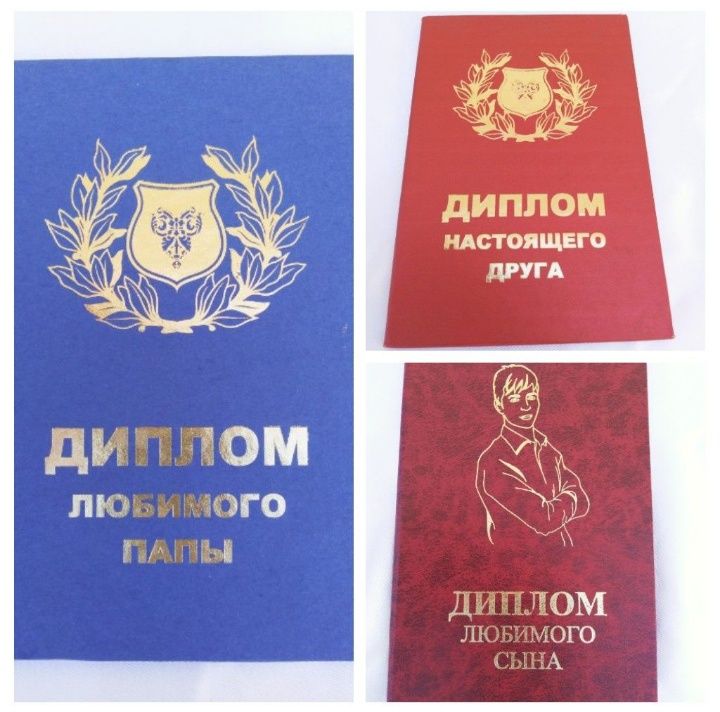 ДИПЛОМ
ЛЮБИМОГО
ПАПЫ
ДИПЛОМ
НАСТОЯЩЕГО
ДРУГА
ДИПЛОМ
ЛЮБИМОГО
СЫНА